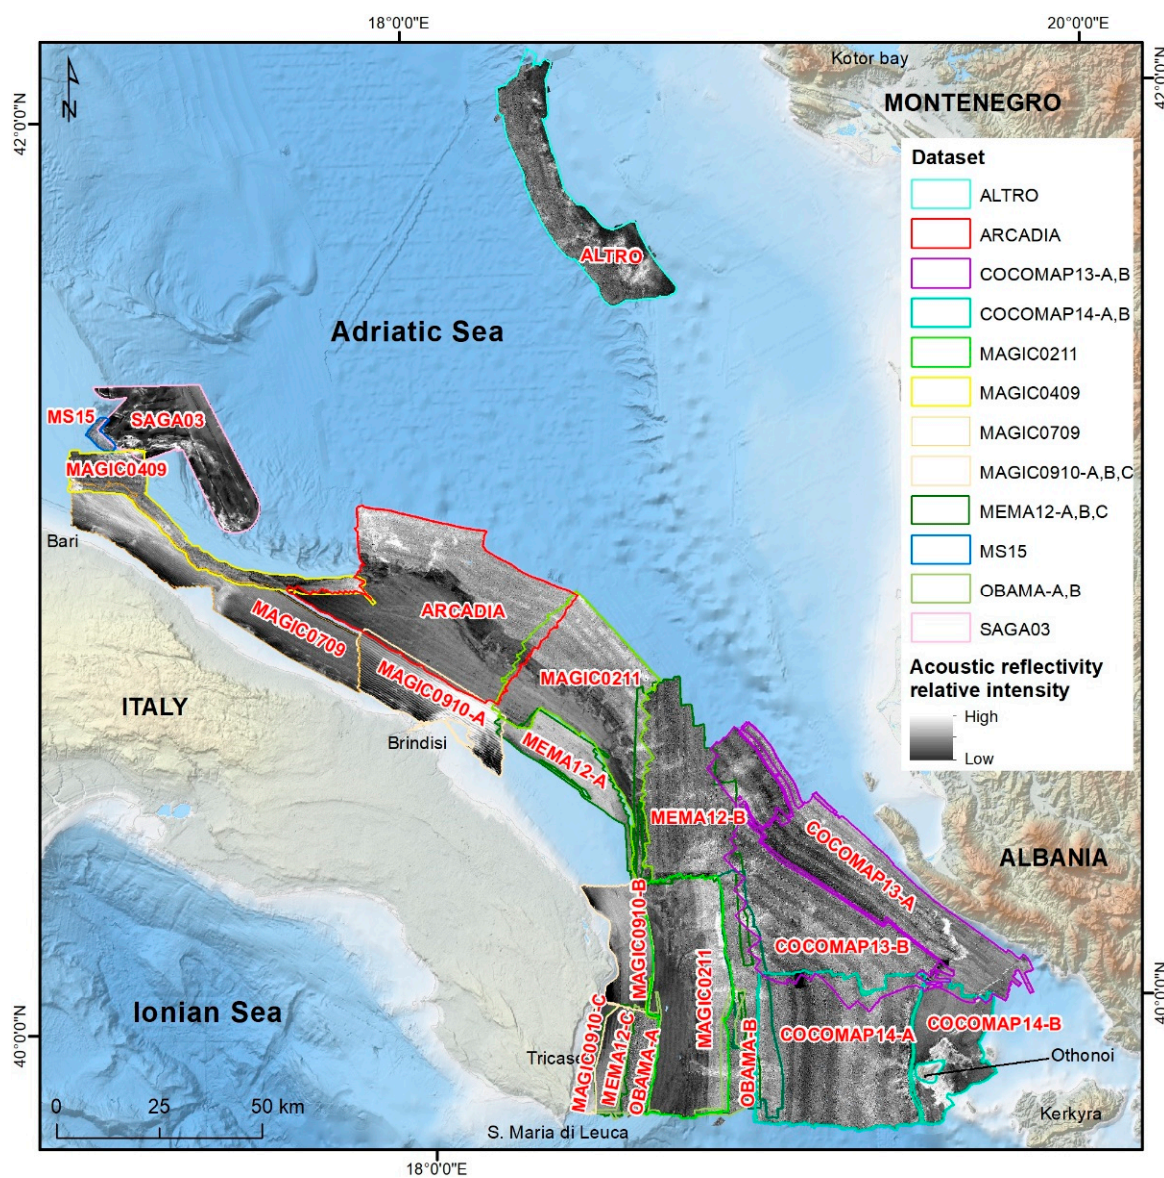 18°0'0"E
20°0'0"E
42°0'0"N
42°0'0"N
Kotor bay
MONTENEGRO
Dataset
ALTRO
ARCADIA
COCOMAP13-A,B
COCOMAP14-A,B
MAGIC0211
MAGIC0409
MAGIC0709
MAGIC0910-A,B,C
MEMA12-A,B,C
MS15
OBAMA-A,B
SAGA03
Acoustic reflectivity
relative intensity
High
Low
N
ALTRO
Adriatic Sea
MS15
SAGA03
MAGIC0409
Bari
ARCADIA
MAGIC0709
MAGIC0211
MAGIC0910-A
ITALY
Brindisi
MEMA12-A
MEMA12-B
COCOMAP13-A
ALBANIA
MAGIC0910-B
COCOMAP13-B
MAGIC0211
Ionian Sea
40°0'0"N
40°0'0"N
MAGIC0910-C
MEMA12-C
OBAMA-A
OBAMA-B
COCOMAP14-A
COCOMAP14-B
Tricase
Othonoi
0 25 50 km
S. Maria di Leuca
Kerkyra
18°0'0"E